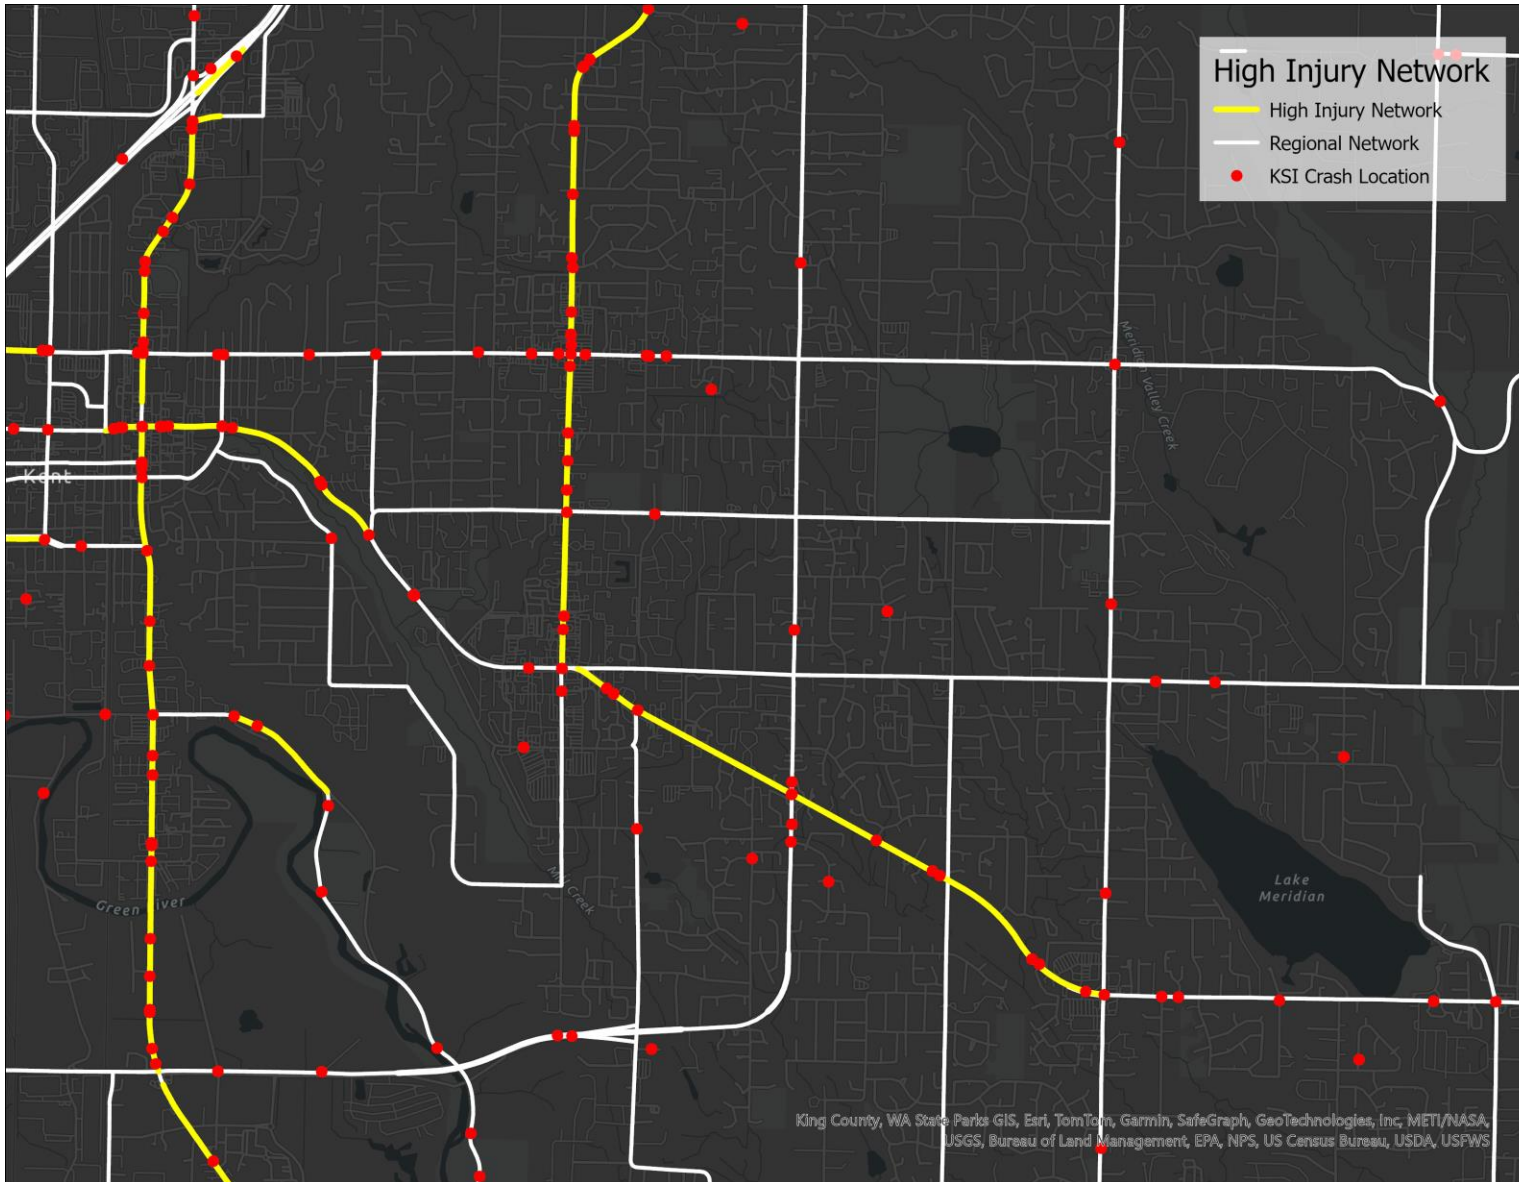 High Injury Network
High Injury Network
Regional Network
KSI Crash Location
Meridian Valley Creek
Kent
Lake
Meridian
Mill Creek
Green River
King County, WA State Parks GIS, Esri, TomTom, Garmin, SafeGraph, GeoTechnologies, Inc, METI/NASA,
USGS, Bureau of Land Management, EPA, NPS, US Census Bureau, USDA, USFWS